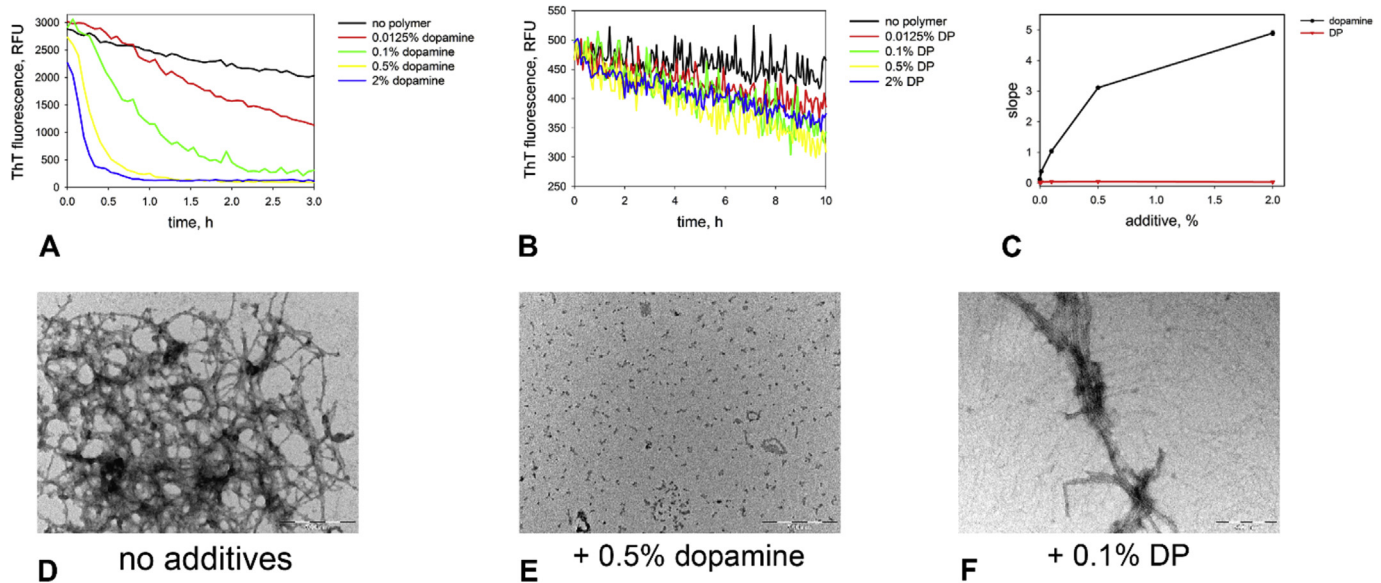 ThT fluorescence, RFU
3000
2500
2000
1500
1000
500
0
0.0 0.5 1.0 1.5 2.0 2.5 3.0
time, h
no polymer
0.0125% dopamine
0.1% dopamine
0.5% dopamine
2% dopamine
A
ThT fluorescence, RFU
550
500
450
400
350
300
250
0 2 4 6 8 10
time, h
no polymer
0.0125% DP
0.1% DP
0.5% DP
2% DP
B
slope
5
4
3
2
1
0
0.0 0.5 1.0 1.5 2.0
additive, %
dopamine
DP
C
D
no additives
E
+ 0.5% dopamine
F
+ 0.1% DP